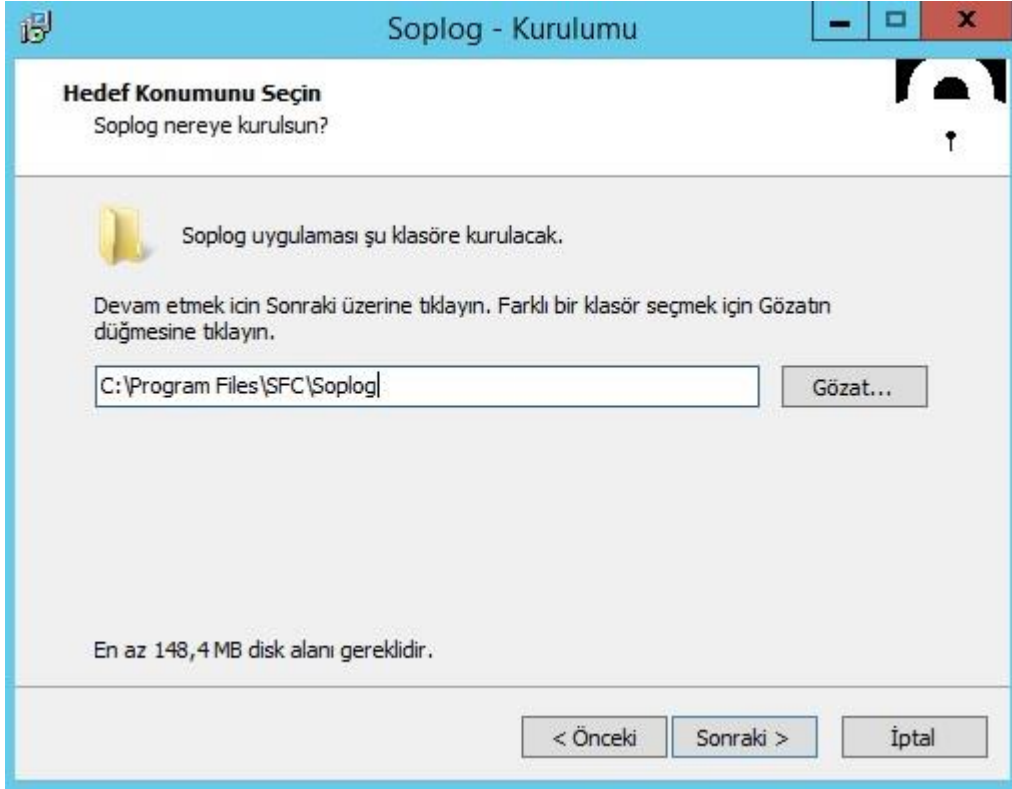 Soplog - Kurulumu
Hedef Konumunu Seçin
Soplog nereye kurulsun?
Soplog uygulaması şu klasöre kurulacak.
Devam etmek icin Sonraki üzerine tıklayın. Farklı bir klasör seçmek için Gözatın
düğmesine tıklayın.
C:\Program Files\SFC\Soplog
Gözat...
En az 148,4 MB disk alanı gereklidir.
< Önceki
Sonraki >
İptal